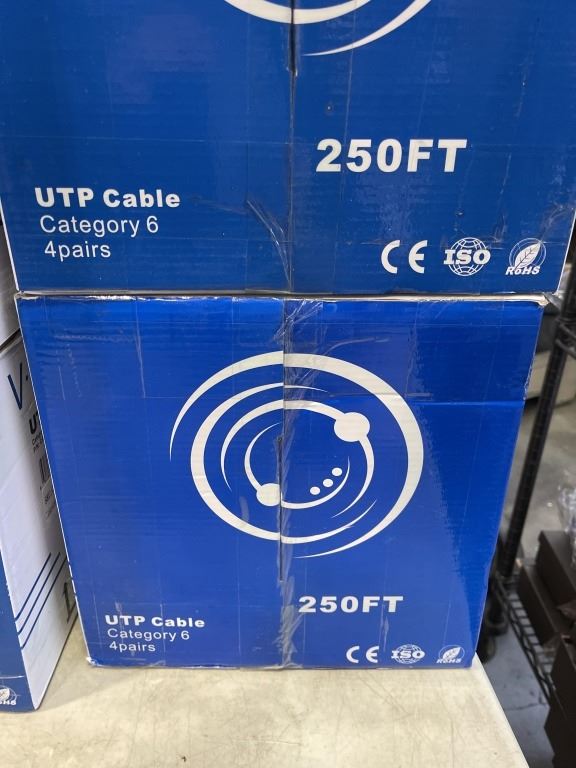 250FT
UTP Cable
Category 6
4pairs
CE ISO RoHS
250FT
UTP Cable
Category 6
4pairs
CE ISO RoHS
V-